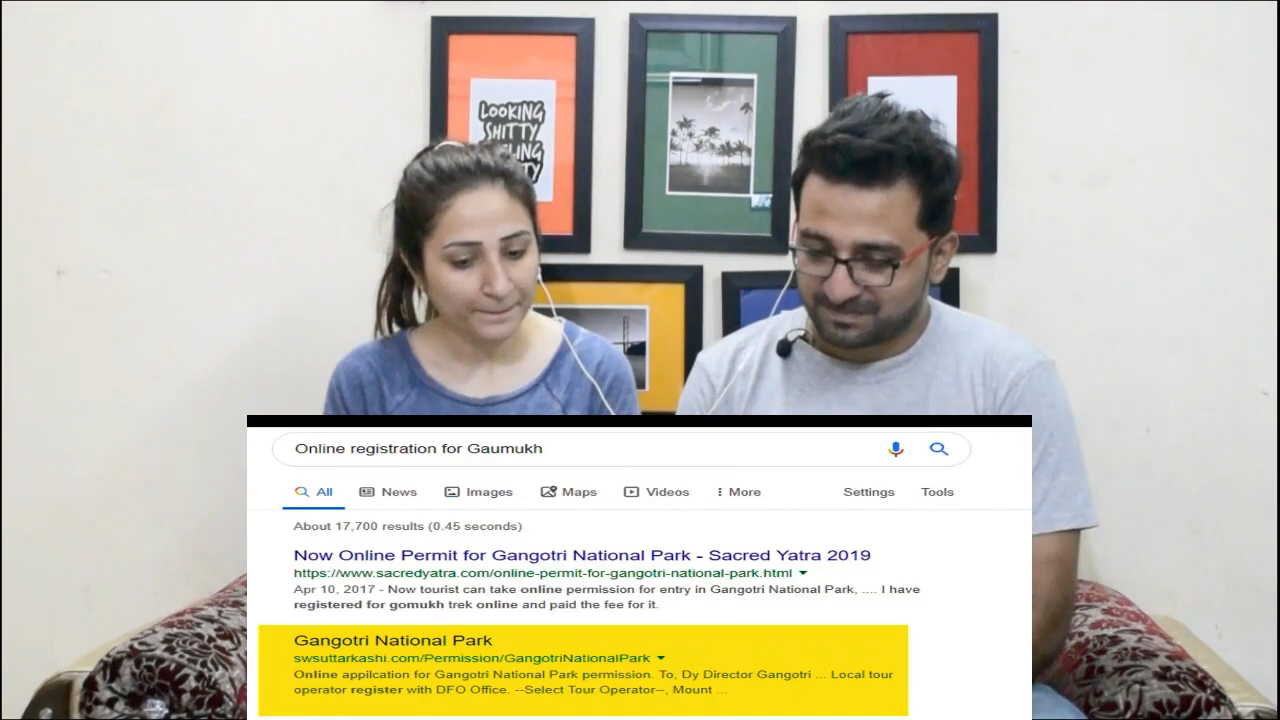 LOOKING
SHITTY
Online registration for Gaumukh
All News Images Maps Videos More Settings Tools
About 17,700 results (0.45 seconds)
Now Online Permit for Gangotri National Park - Sacred Yatra 2019
https://www.sacredyatra.com/online-permit-for-gangotri-national-park.html
Apr 10, 2017 - Now tourist can take online permission for entry in Gangotri National Park, .... I have
registered for gomukh trek online and paid the fee for it.
Gangotri National Park
swsuttarkashi.com/Permission/GangotriNationalPark
Online appilcation for Gangotri National Park permission. To, Dy Director Gangotri ... Local tour
operator register with DFO Office. --Select Tour Operator--, Mount ...